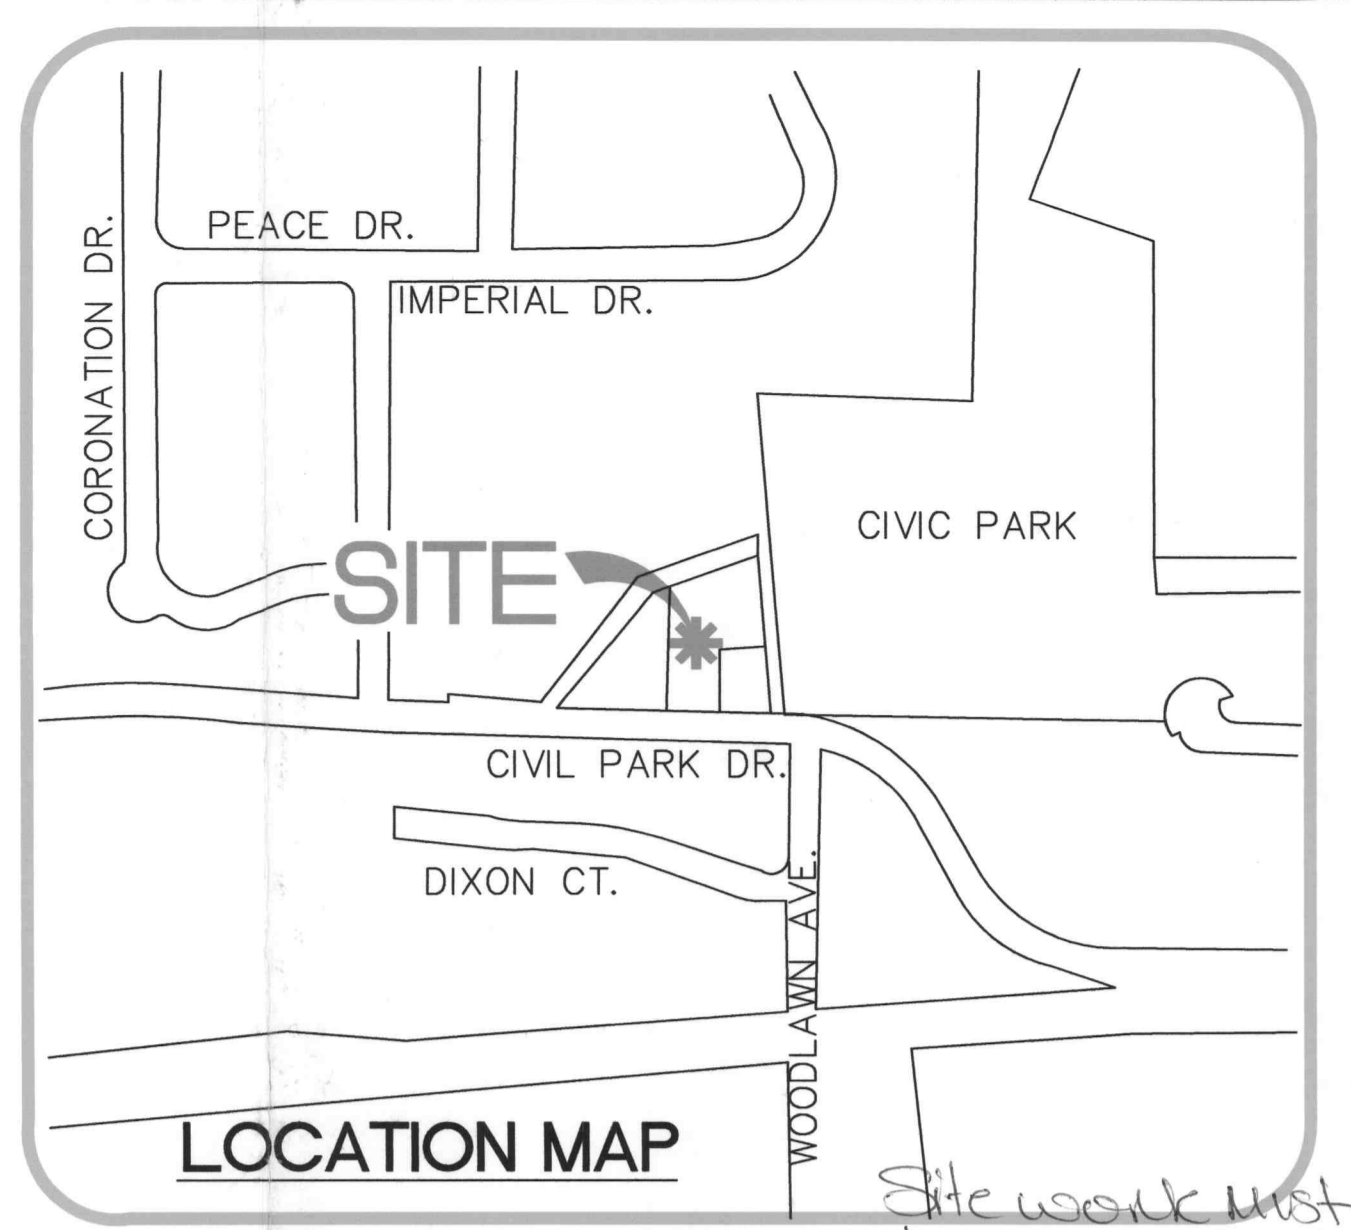 PEACE DR.
CORONATION DR.
IMPERIAL DR.
CIVIC PARK
SITE
CIVIL PARK DR.
DIXON CT.
WOODLAWN AVE.
LOCATION MAP
Site work must